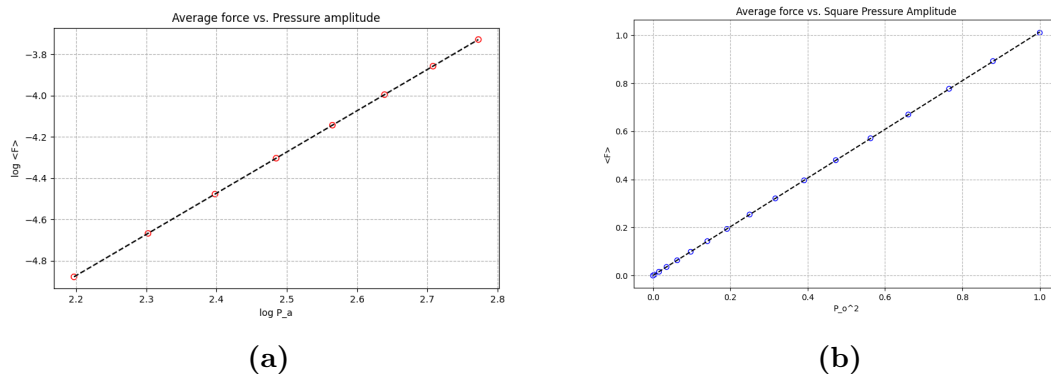 Average force vs. Pressure amplitude
log <F>
−3.8
−4.0
−4.2
−4.4
−4.6
−4.8
2.2 2.3 2.4 2.5 2.6 2.7 2.8
log P_a
(a)
Average force vs. Square Pressure Amplitude
<F>
1.0
0.8
0.6
0.4
0.2
0.0
0.0 0.2 0.4 0.6 0.8 1.0
P_o^2
(b)